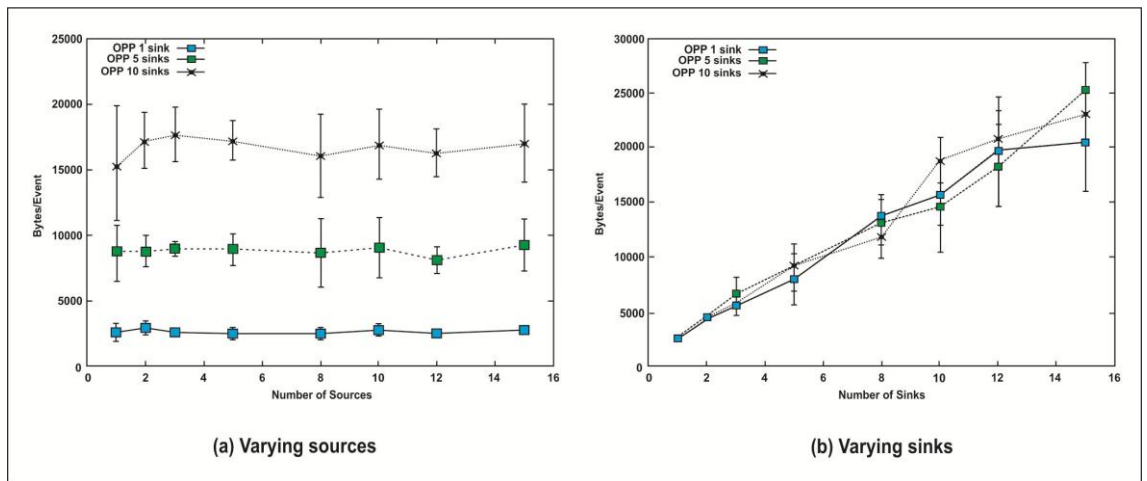 OPP 1 sink
OPP 5 sinks
OPP 10 sinks
25000
20000
15000
10000
5000
0
Bytes/Event
0 2 4 6 8 10 12 14 16
Number of Sources
(a) Varying sources
OPP 1 sink
OPP 5 sink
OPP 10 sinks
30000
25000
20000
15000
10000
5000
0
Bytes/Event
0 2 4 6 8 10 12 14 16
Number of Sinks
(b) Varying sinks